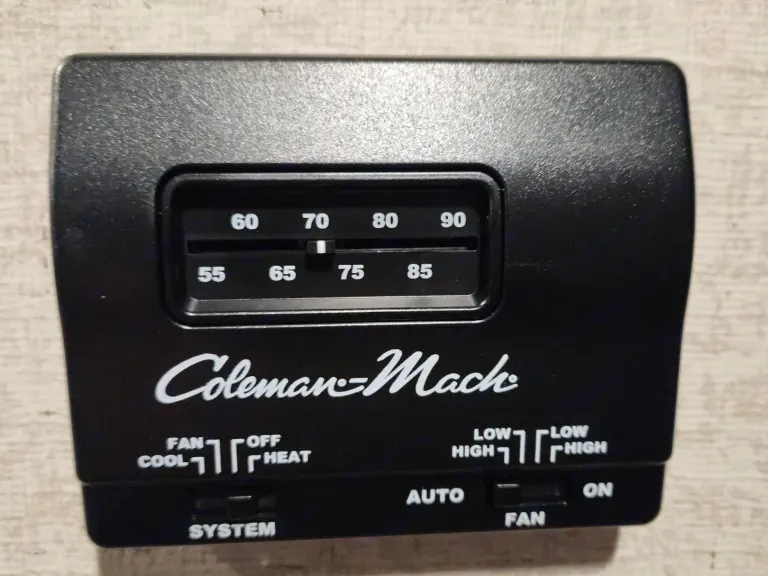 60 70 80 90
55 65 75 85
Coleman-Mach
FAN OFF
COOL HEAT
LOW LOW
HIGH HIGH
AUTO ON
SYSTEM FAN